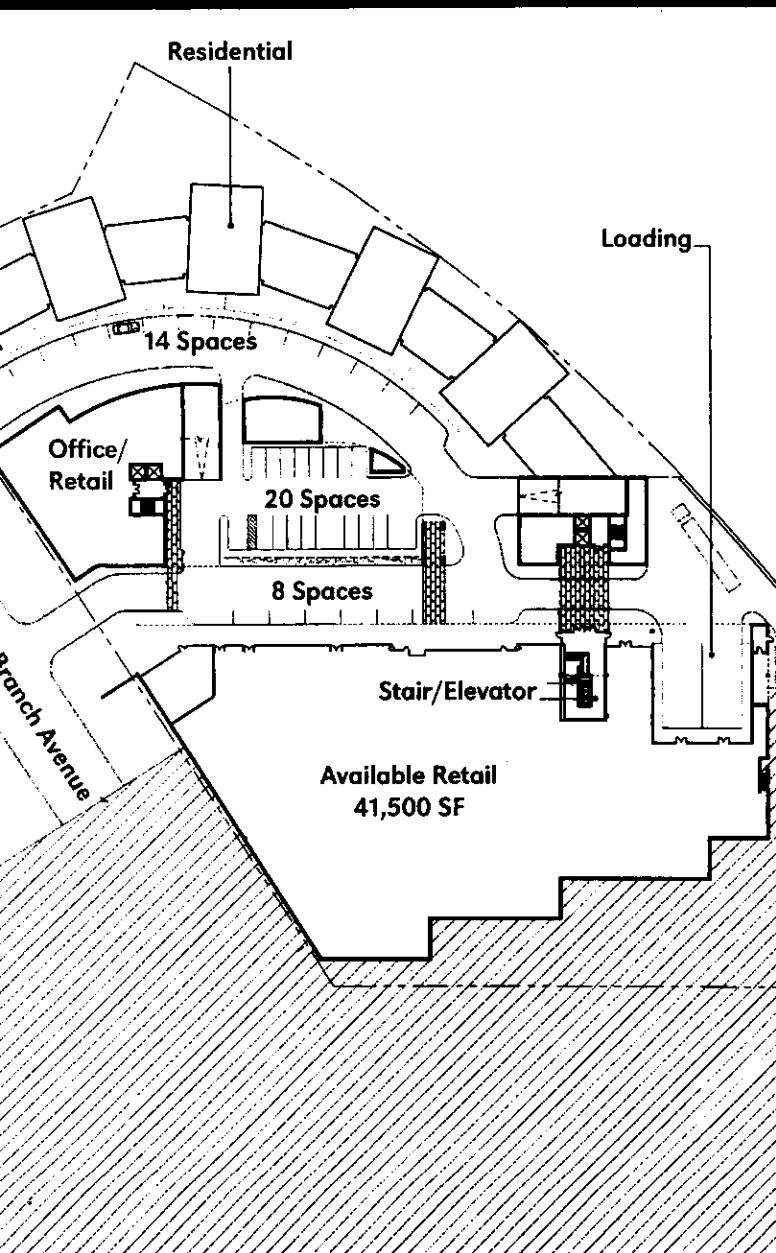 Residential
Loading
14 Spaces
Office/
Retail
20 Spaces
8 Spaces
Branch Avenue
Stair/Elevator
Available Retail
41,500 SF